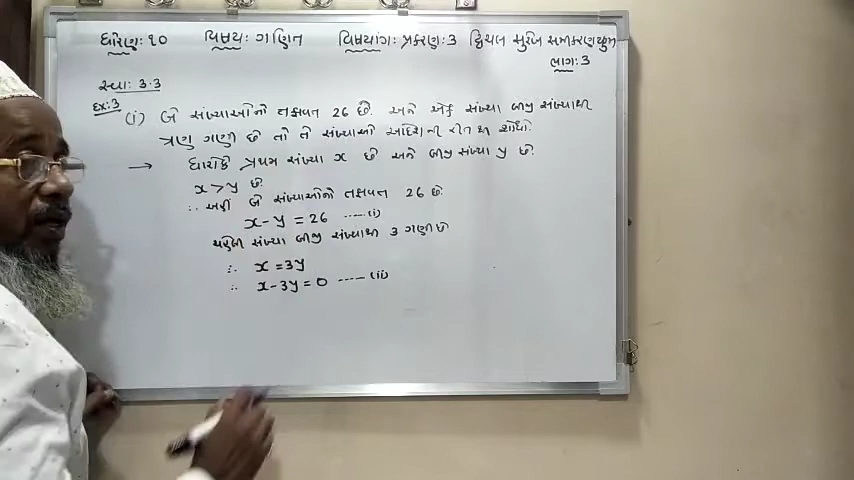 ધોરણ: ૧૦ વિષય: ગણિત વિષયાંગ: પ્રકરણ: 3 દ્વિચલ સુરેખ સમીકરણયુગ્મ
ભાગ: 3
સ્વા: 3.3
Ex:3 (i) બે સંખ્યાઓનો તફાવત 26 છે. અને એક સંખ્યા બીજી સંખ્યાથી
ત્રણ ગણી છે તો તે સંખ્યાઓ આદેશની રીતથી શોધો.
→ ધારોકે પ્રથમ સંખ્યા x છે અને બીજી સંખ્યા y છે.
x > y છે.
∴ અહીં બે સંખ્યાઓનો તફાવત 26 છે.
x - y = 26 ......(i)
પહેલી સંખ્યા બીજી સંખ્યાથી 3 ગણી છે
∴ x = 3y
∴ x - 3y = 0 ......(ii)